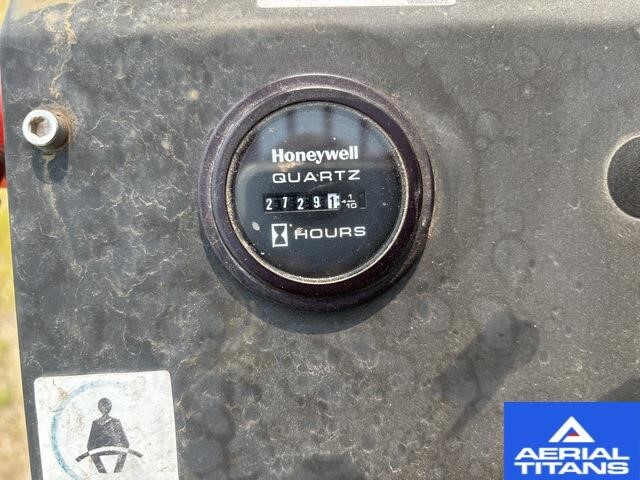 Honeywell
QUARTZ
2 7 2 9 1 1/10
HOURS
AERIAL
TITANS